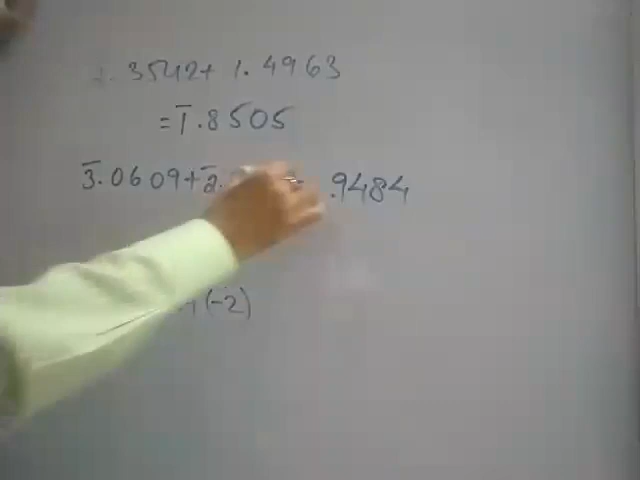 .3542+ 1.4963
= 1̅.8505
3̅.0609+2̅. .9484
(-2)